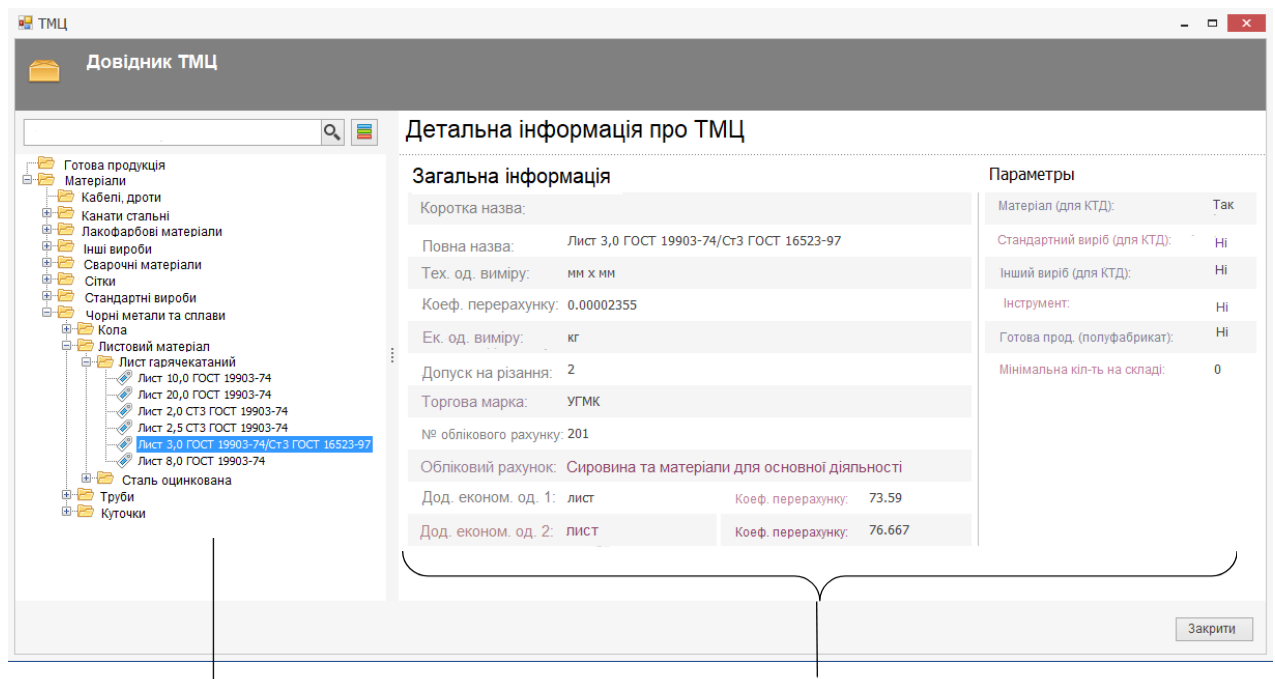 ТМЦ
Довідник ТМЦ
Готова продукція
Матеріали
Кабелі, дроти
Канати стальні
Лакофарбові матеріали
Інші вироби
Сварочні матеріали
Сітки
Стандартні вироби
Чорні метали та сплави
Кола
Листовий матеріал
Лист гарячекатаний
Лист 10,0 ГОСТ 19903-74
Лист 20,0 ГОСТ 19903-74
Лист 2,0 СТ3 ГОСТ 19903-74
Лист 2,5 СТ3 ГОСТ 19903-74
Лист 3,0 ГОСТ 19903-74/Ст3 ГОСТ 16523-97
Лист 8,0 ГОСТ 19903-74
Сталь оцинкована
Труби
Куточки
Детальна інформація про ТМЦ
Загальна інформація
Коротка назва:
Повна назва: Лист 3,0 ГОСТ 19903-74/Ст3 ГОСТ 16523-97
Тех. од. виміру: мм х мм
Коеф. перерахунку: 0.00002355
Ек. од. виміру: кг
Допуск на різання: 2
Торгова марка: УГМК
№ облікового рахунку: 201
Обліковий рахунок: Сировина та матеріали для основної діяльності
Дод. економ. од. 1: лист Коеф. перерахунку: 73.59
Дод. економ. од. 2: лист Коеф. перерахунку: 76.667
Параметры
Матеріал (для КТД): Так
Стандартний виріб (для КТД): Ні
Інший виріб (для КТД): Ні
Інструмент: Ні
Готова прод. (полуфабрикат): Ні
Мінімальна кіл-ть на складі: 0
Закрити